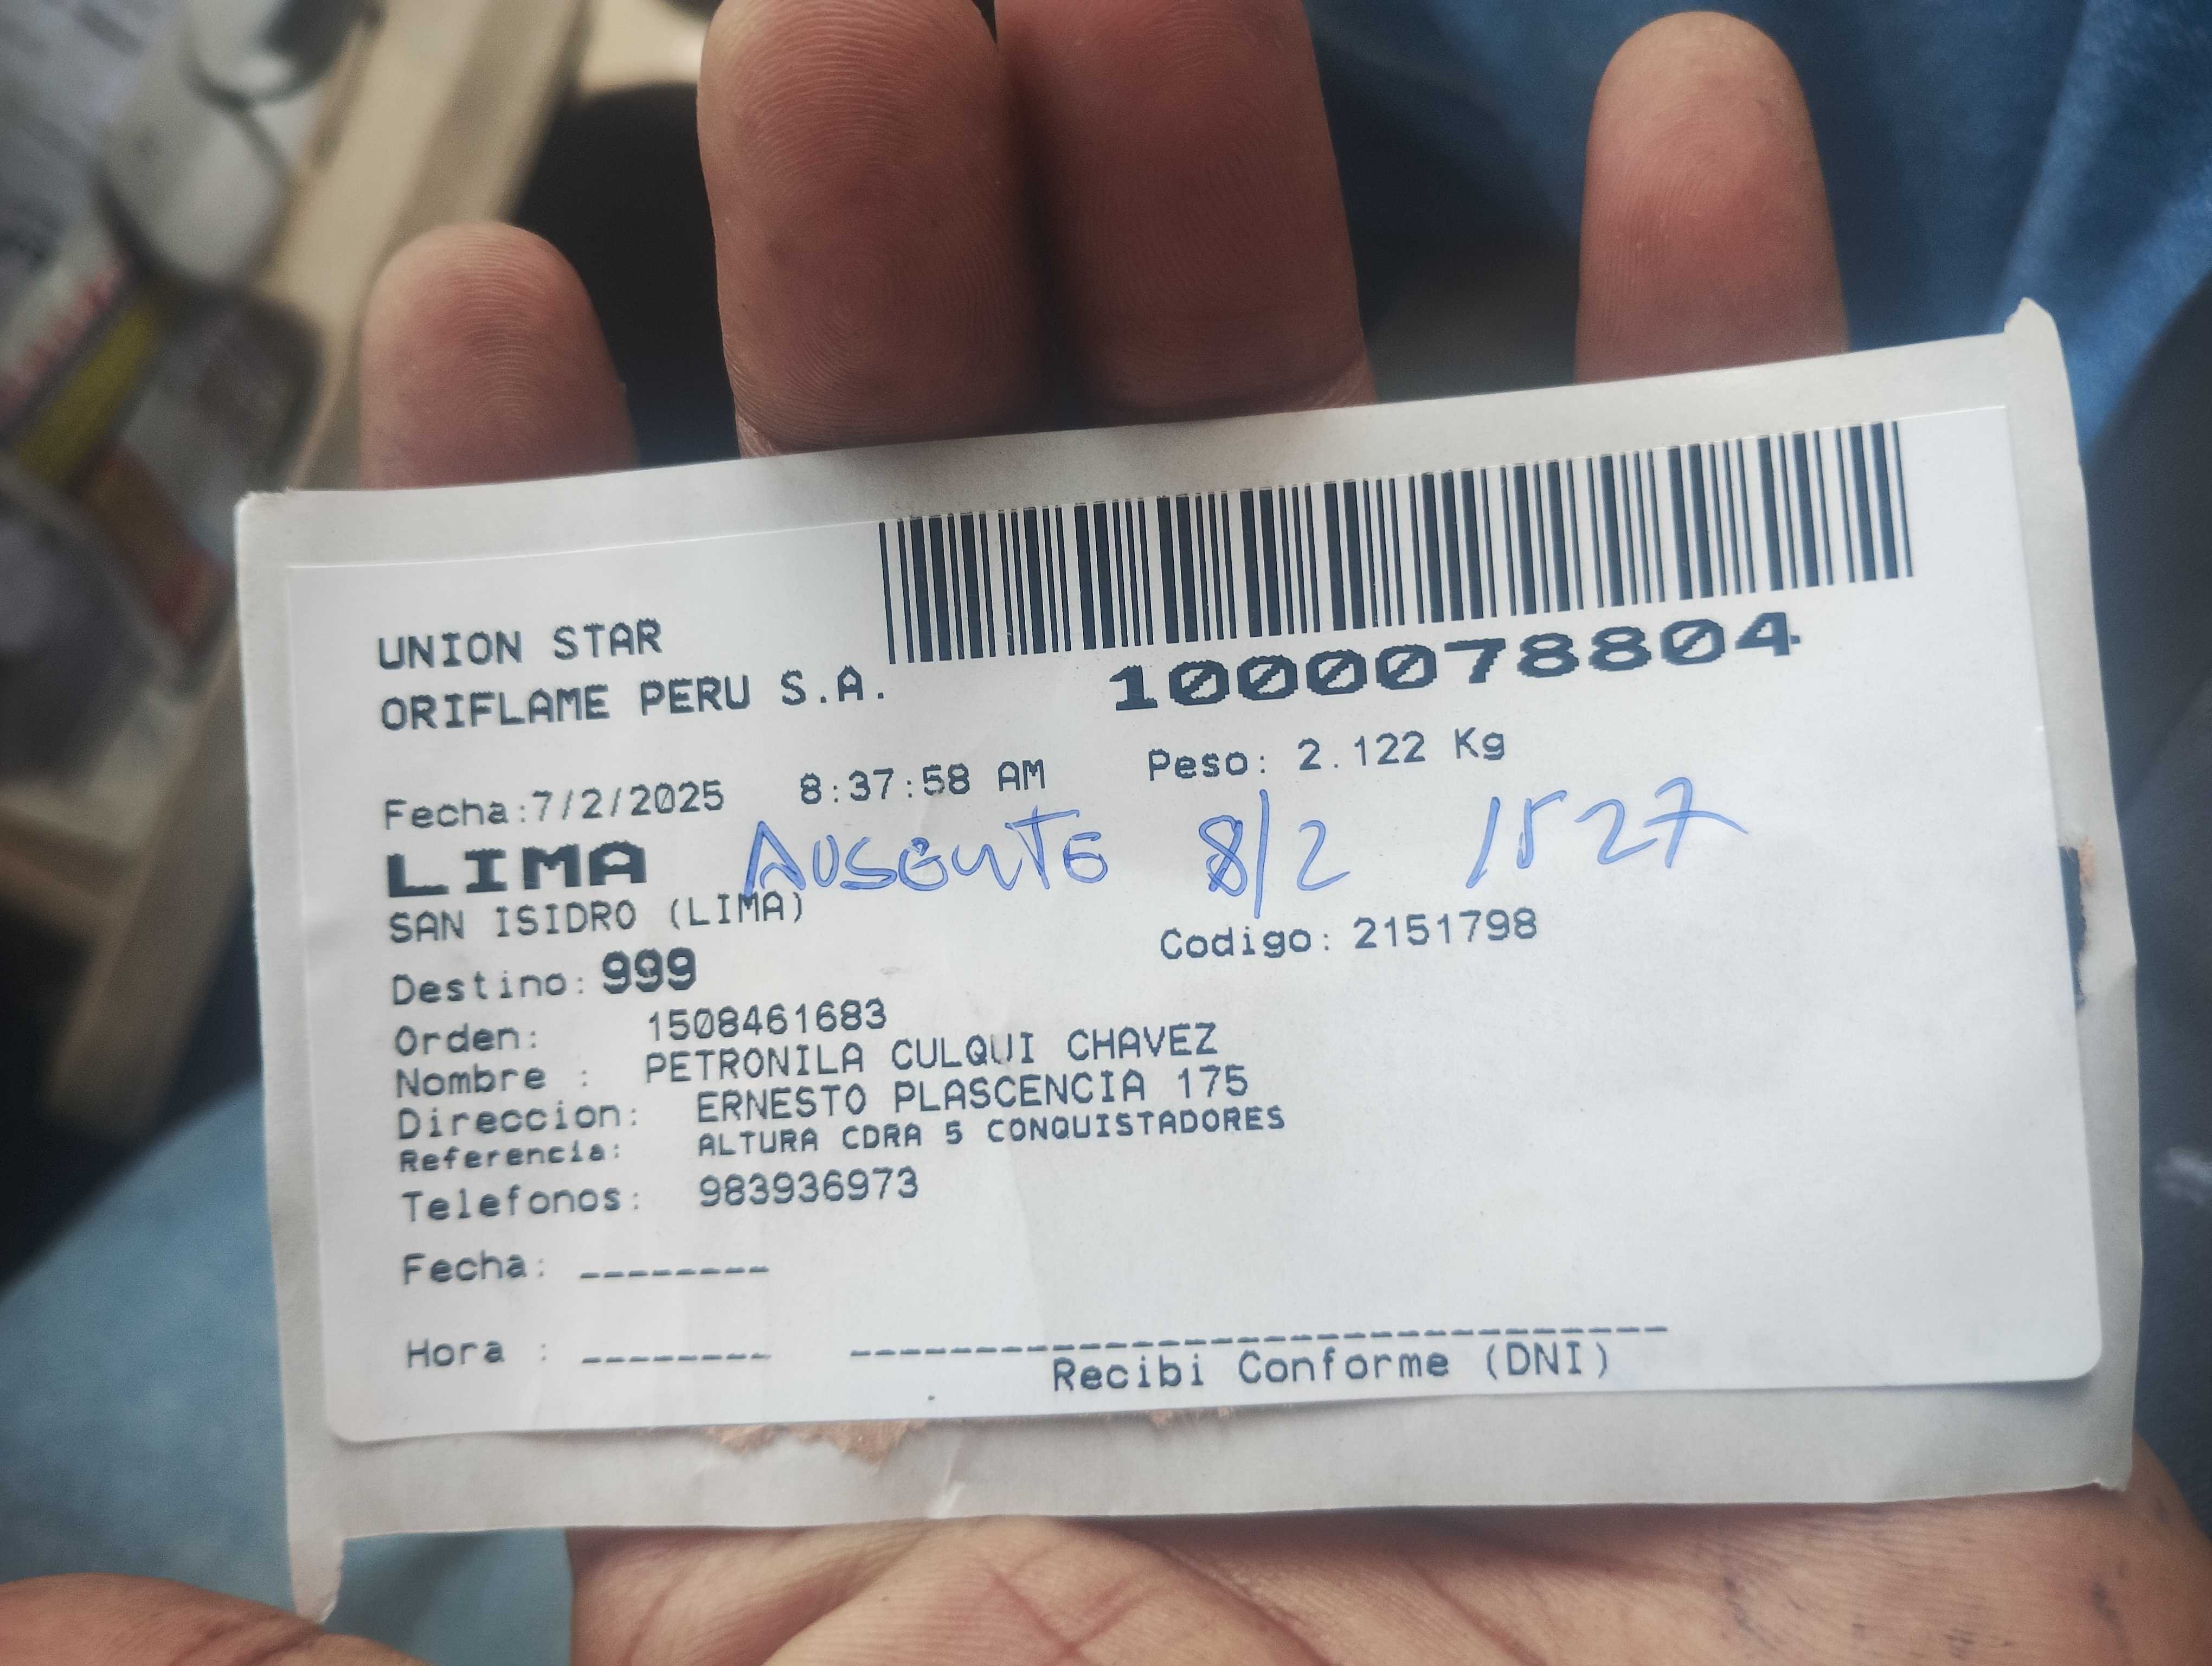 UNION STAR
ORIFLAME PERU S.A.
1000078804
Fecha:7/2/2025 8:37:58 AM Peso: 2.122 Kg
LIMA AUSENTE 8/2 1527
SAN ISIDRO (LIMA)
Codigo: 2151798
Destino: 999
Orden: 1508461683
Nombre : PETRONILA CULQUI CHAVEZ
Direccion: ERNESTO PLASCENCIA 175
Referencia: ALTURA CDRA 5 CONQUISTADORES
Telefonos: 983936973
Fecha: --------
Hora : --------
Recibi Conforme (DNI)